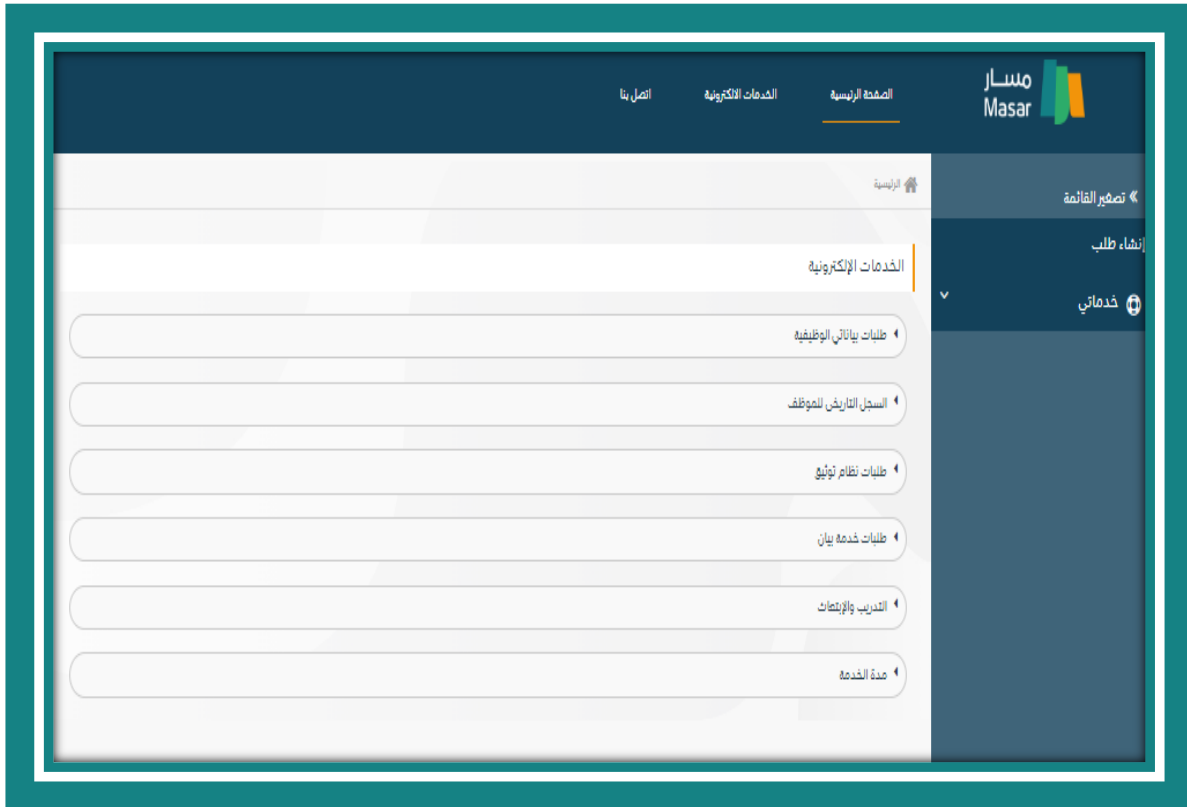 مسـار
Masar
الصفحة الرئيسية
الخدمات الالكترونية
اتصل بنا
» تصغير القائمة
إنشاء طلب
خدماتي
الرئيسية
الخدمات الإلكترونية
طلبات بياناتي الوظيفية
السجل التاريخي للموظف
طلبات نظام توثيق
طلبات خدمة بيان
التدريب والإبتعاث
مدة الخدمة